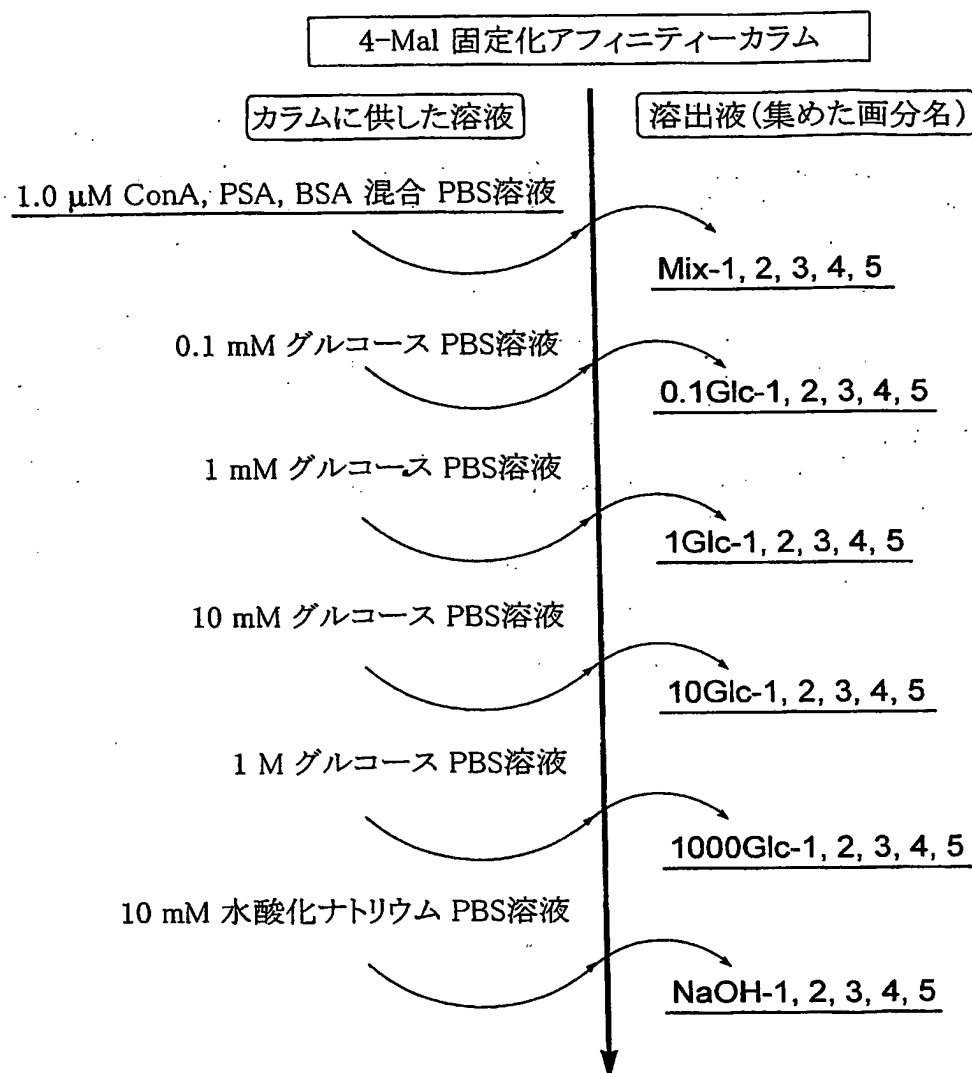 4-Mal 固定化アフィニティーカラム
カラムに供した溶液
溶出液(集めた画分名)
1.0 μM ConA, PSA, BSA 混合 PBS溶液
Mix-1, 2, 3, 4, 5
0.1 mM グルコース PBS溶液
0.1Glc-1, 2, 3, 4, 5
1 mM グルコース PBS溶液
1Glc-1, 2, 3, 4, 5
10 mM グルコース PBS溶液
10Glc-1, 2, 3, 4, 5
1 M グルコース PBS溶液
1000Glc-1, 2, 3, 4, 5
10 mM 水酸化ナトリウム PBS溶液
NaOH-1, 2, 3, 4, 5